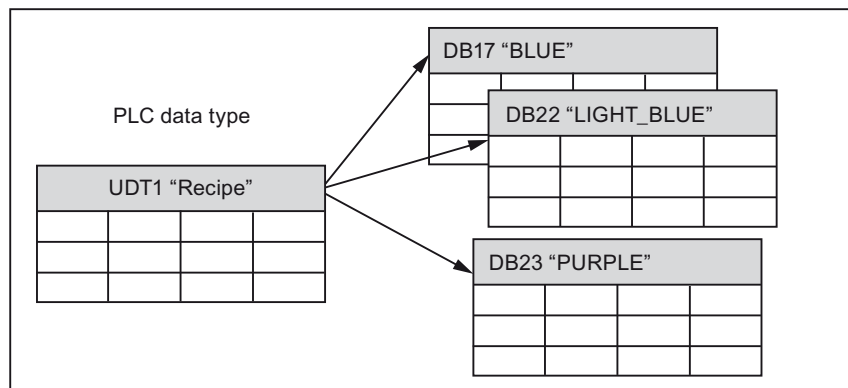 DB17 “BLUE”
DB22 “LIGHT_BLUE”
PLC data type
UDT1 “Recipe”
DB23 “PURPLE”